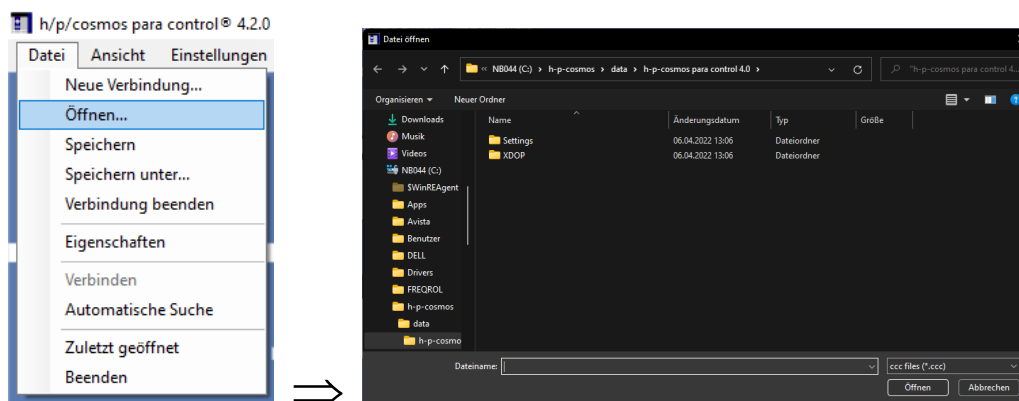 h/p/cosmos para control® 4.2.0
Datei Ansicht Einstellungen
Neue Verbindung...
Öffnen...
Speichern
Speichern unter...
Verbindung beenden
Eigenschaften
Verbinden
Automatische Suche
Zuletzt geöffnet
Beenden
Datei öffnen
« NB044 (C:) › h-p-cosmos › data › h-p-cosmos para control 4.0 ›
"h-p-cosmos para control 4...
Organisieren Neuer Ordner
Downloads
Musik
Videos
NB044 (C:)
$WinREAgent
Apps
Avista
Benutzer
DELL
Drivers
FREQROL
h-p-cosmos
data
h-p-cosmo
Name Änderungsdatum Typ Größe
Settings 06.04.2022 13:06 Dateiordner
XDOP 06.04.2022 13:06 Dateiordner
Dateiname:
ccc files (*.ccc)
Öffnen Abbrechen